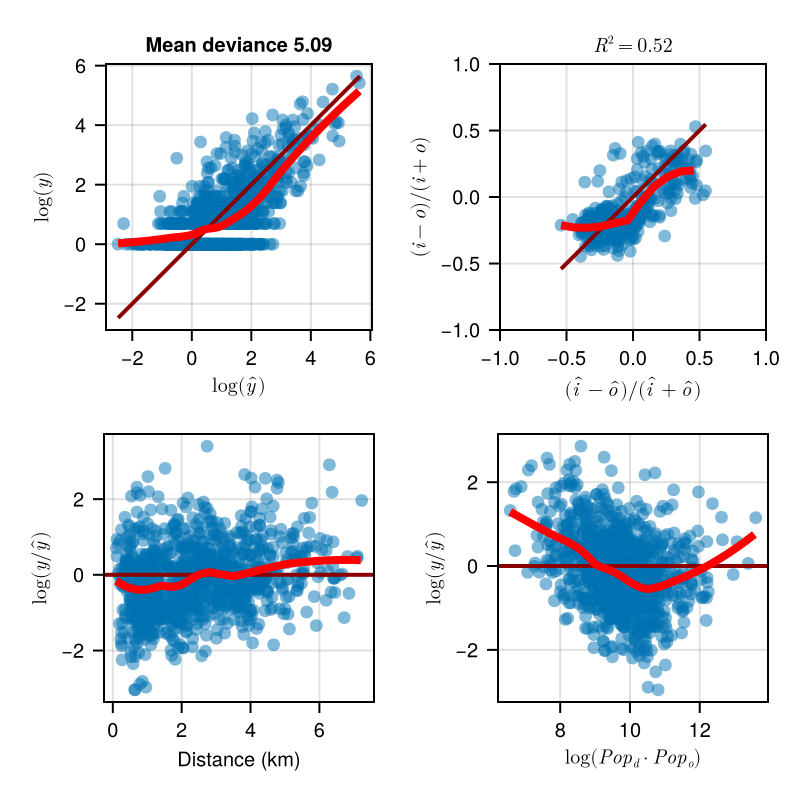 Mean deviance 5.09
R² = 0.52
6
4
2
0
−2
log(y)
−2 0 2 4 6
log(ŷ)
1.0
0.5
0.0
−0.5
−1.0
(i − o)/(i + o)
−1.0 −0.5 0.0 0.5 1.0
(î − ô)/(î + ô)
2
0
−2
log(y/ŷ)
0 2 4 6
Distance (km)
2
0
−2
log(y/ŷ)
8 10 12
log(Pop_d · Pop_o)